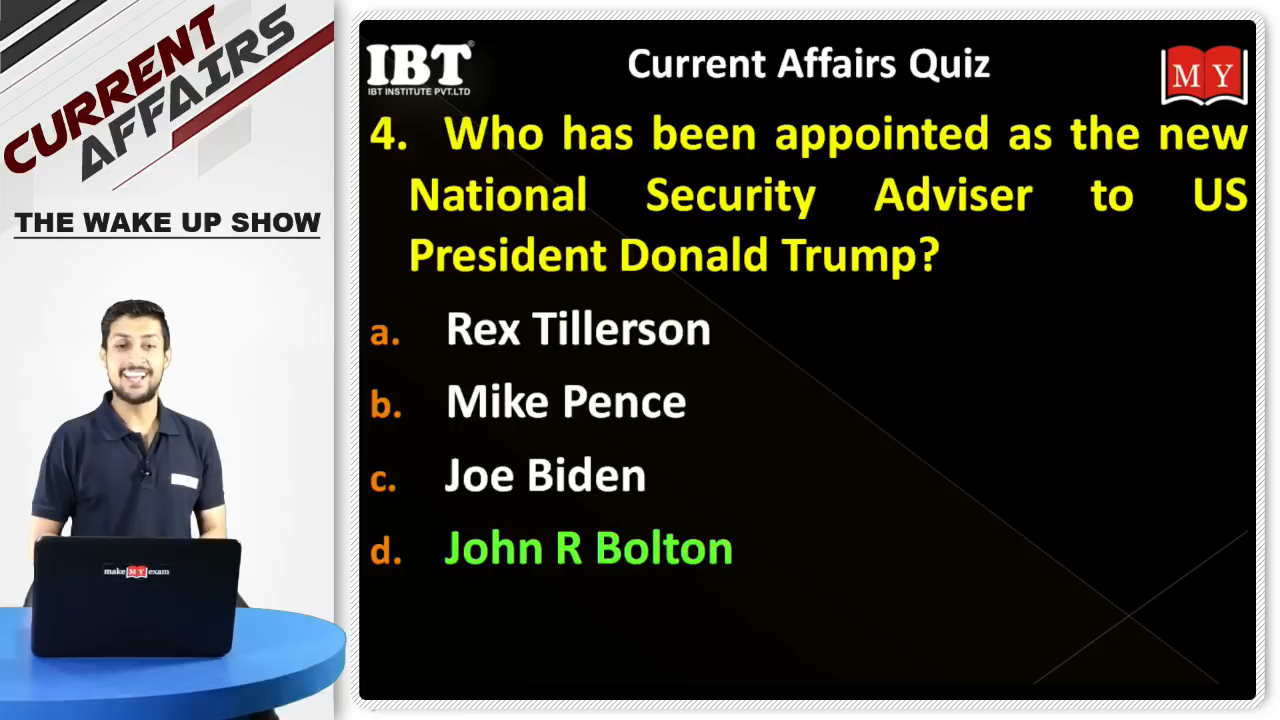 CURRENT
AFFAIRS
THE WAKE UP SHOW
make MY exam
IBT®
IBT INSTITUTE PVT.LTD
Current Affairs Quiz
M Y
4. Who has been appointed as the new
National Security Adviser to US
President Donald Trump?
a. Rex Tillerson
b. Mike Pence
c. Joe Biden
d. John R Bolton